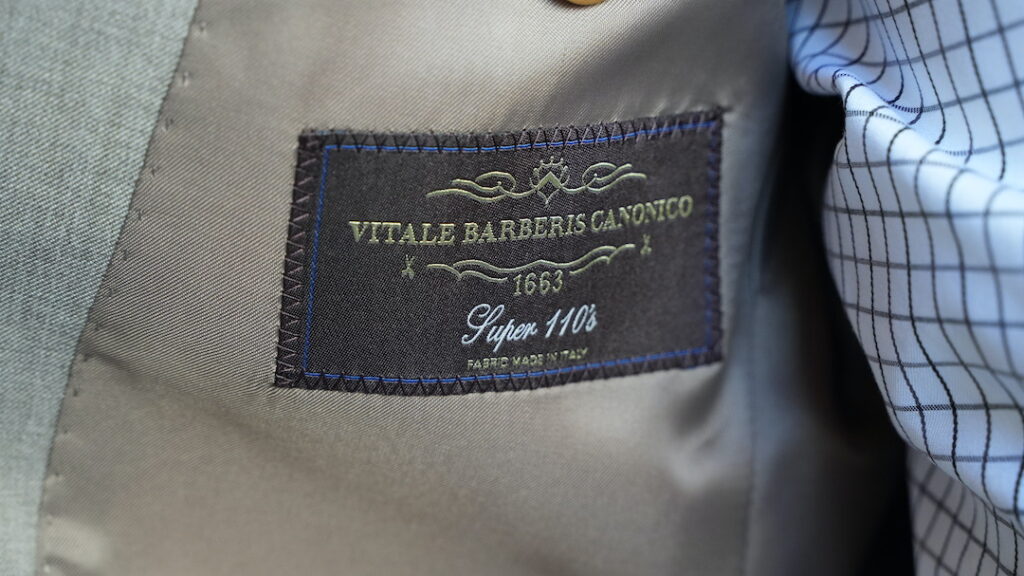 VITALE BARBERIS CANONICO
1663
Super 110's
FABRIC MADE IN ITALY